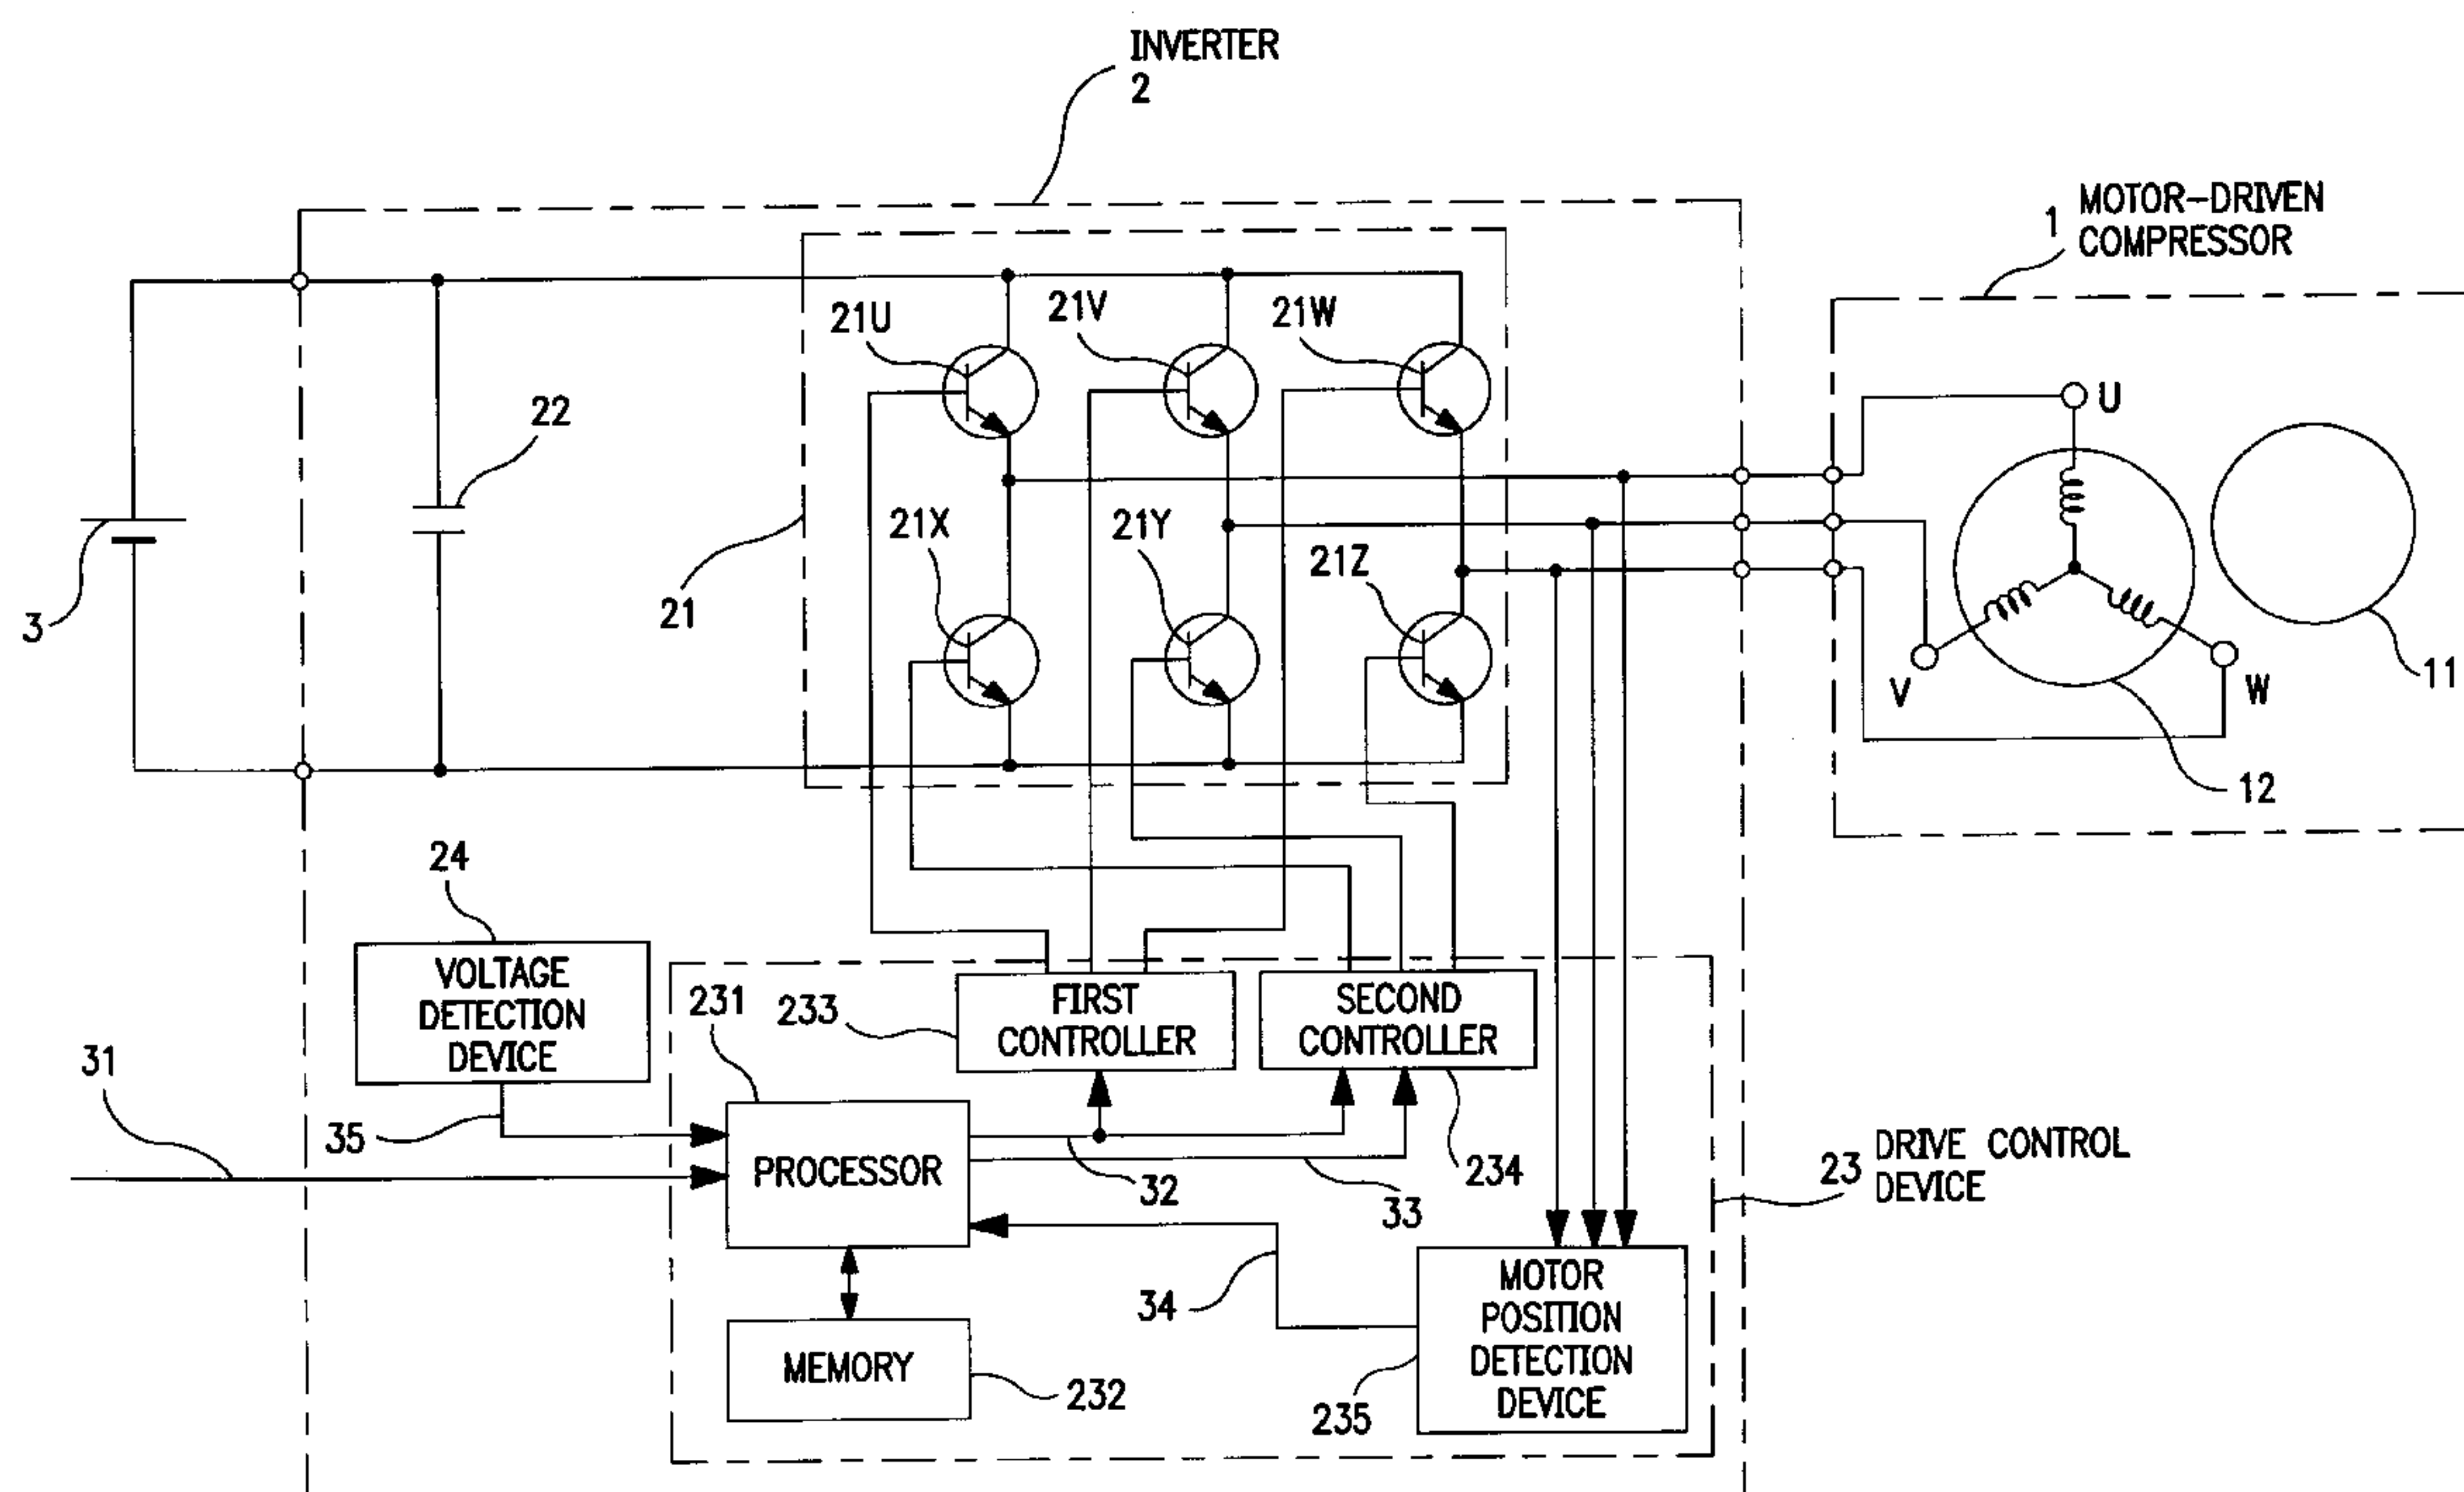 INVERTER
2
1
MOTOR-DRIVEN
COMPRESSOR
21U
21V
21W
U
22
21X
21Y
21Z
3
21
V
W
11
12
24
VOLTAGE
DETECTION
DEVICE
231
233
FIRST
CONTROLLER
SECOND
CONTROLLER
31
35
PROCESSOR
32
33
234
23
DRIVE CONTROL
DEVICE
34
MOTOR
POSITION
DETECTION
DEVICE
MEMORY
232
235